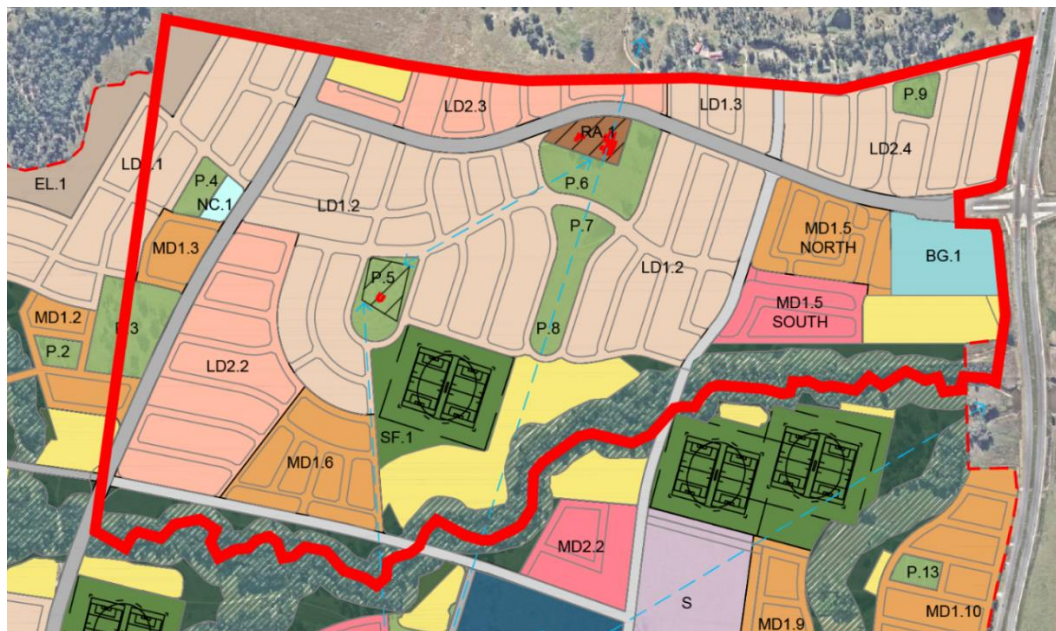 P.9
LD2.3
LD1.3
RA.1
LD2.4
P.4
P.6
EL.1
NC.1
LD1.2
P.7
MD1.5
NORTH
MD1.3
BG.1
LD1.2
P.5
MD1.5
SOUTH
MD1.2
P.8
P.2
LD2.2
SF.1
MD1.6
MD2.2
P.13
S
MD1.10
MD1.9